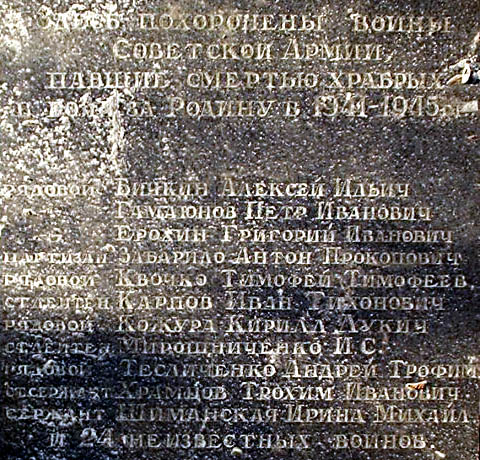 Здесь похоронены воины
Советской Армии,
павшие смертью храбрых
в боях за Родину в 1941-1945гг.
рядовой Бичкин Алексей Ильич
-"- Гамаюнов Петр Иванович
-"- Ерохин Григорий Иванович
партизан Забарило Антон Прокопович
рядовой Квочко Тимофей Тимофеев.
ст.лейтен. Карпов Иван Тихонович
рядовой Кожура Кирилл Лукич
ст.лейтен. Мирошниченко И.С.
рядовой Тесличенко Андрей Трофим
ст.сержант Храмцов Трохим Иванович
сержант Шиманская Ирина Михайл.
и 24 неизвестных воинов.